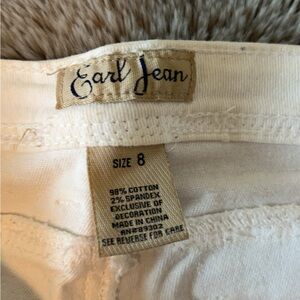 Earl Jean
SIZE 8
98% COTTON
2% SPANDEX
EXCLUSIVE OF
DECORATION
MADE IN CHINA
RN#89302
SEE REVERSE FOR CARE